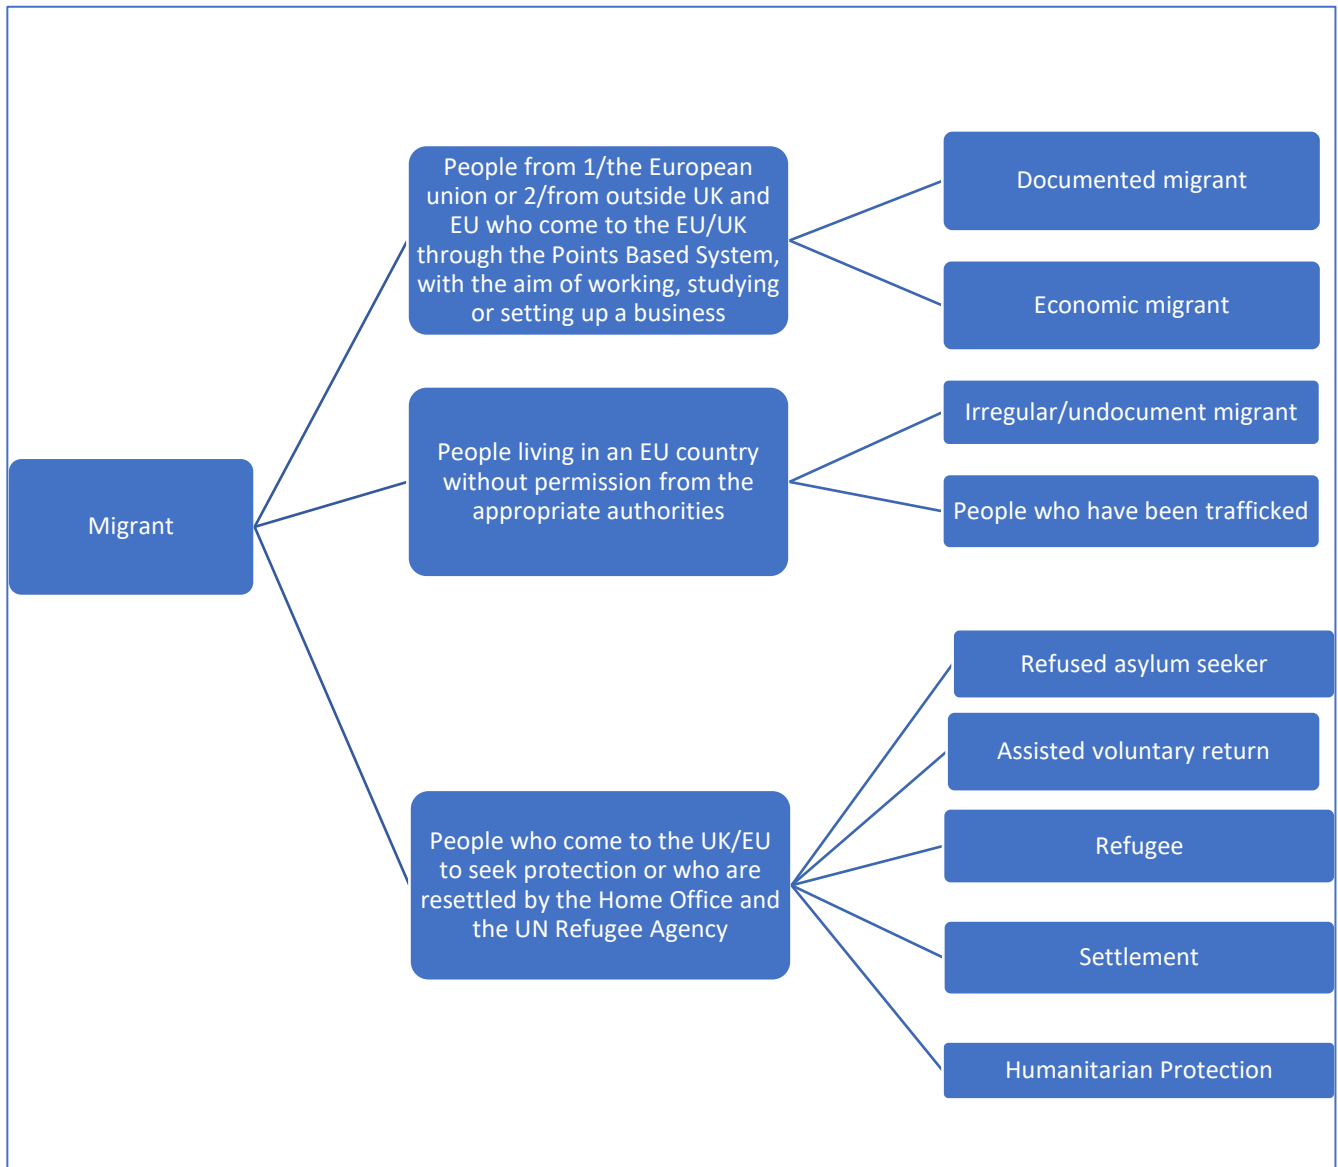 Migrant
People from 1/the European
union or 2/from outside UK and
EU who come to the EU/UK
through the Points Based System,
with the aim of working, studying
or setting up a business
Documented migrant
Economic migrant
People living in an EU country
without permission from the
appropriate authorities
Irregular/undocument migrant
People who have been trafficked
People who come to the UK/EU
to seek protection or who are
resettled by the Home Office and
the UN Refugee Agency
Refused asylum seeker
Assisted voluntary return
Refugee
Settlement
Humanitarian Protection